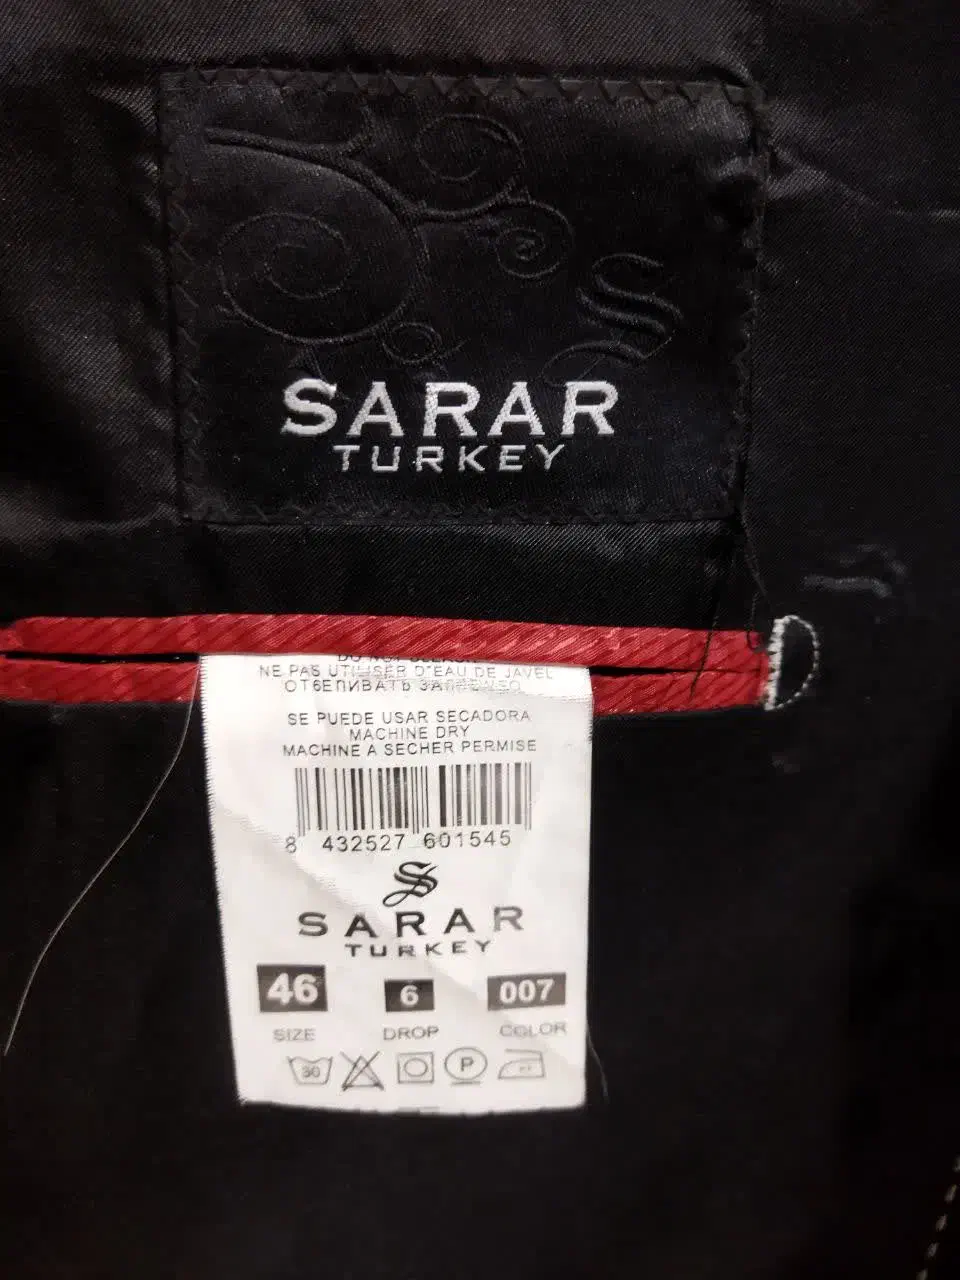 SARAR
TURKEY
NE PAS UTILISER D'EAU DE JAVEL
SE PUEDE USAR SECADORA
MACHINE DRY
MACHINE A SECHER PERMISE
8 432527 601545
SARAR
TURKEY
46 6 007
SIZE DROP COLOR
30 P